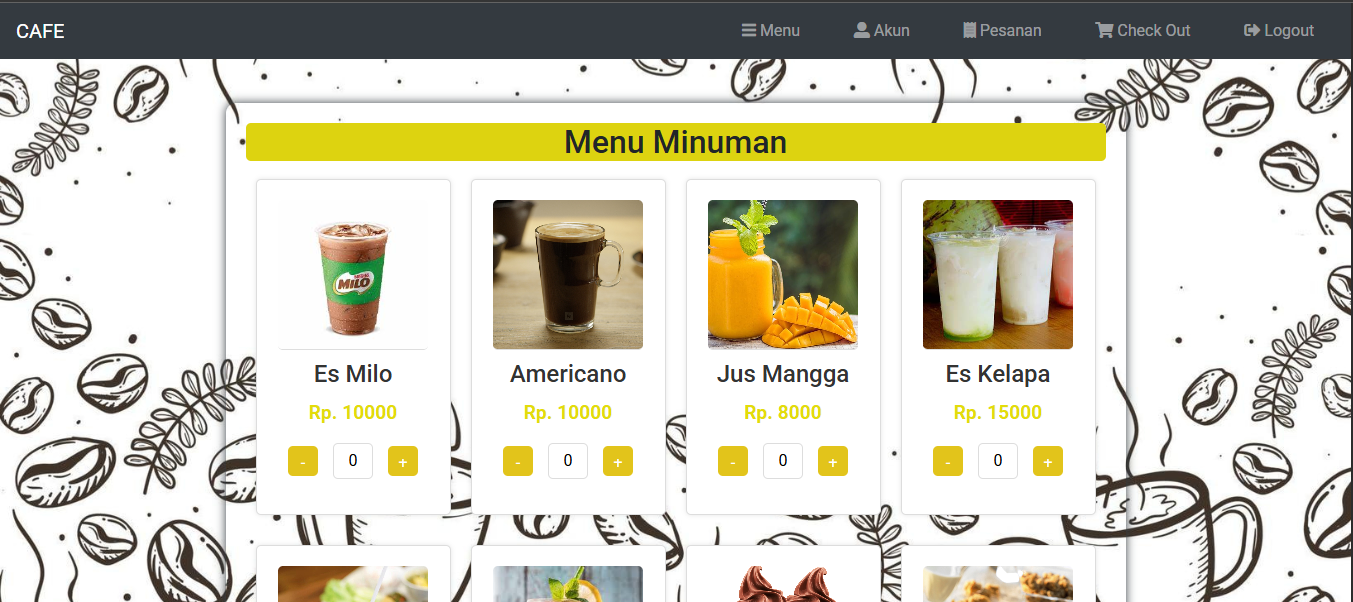 CAFE
Menu
Akun
Pesanan
Check Out
Logout
Menu Minuman
MILO
Es Milo
Rp. 10000
- 0 +
Americano
Rp. 10000
- 0 +
Jus Mangga
Rp. 8000
- 0 +
Es Kelapa
Rp. 15000
- 0 +